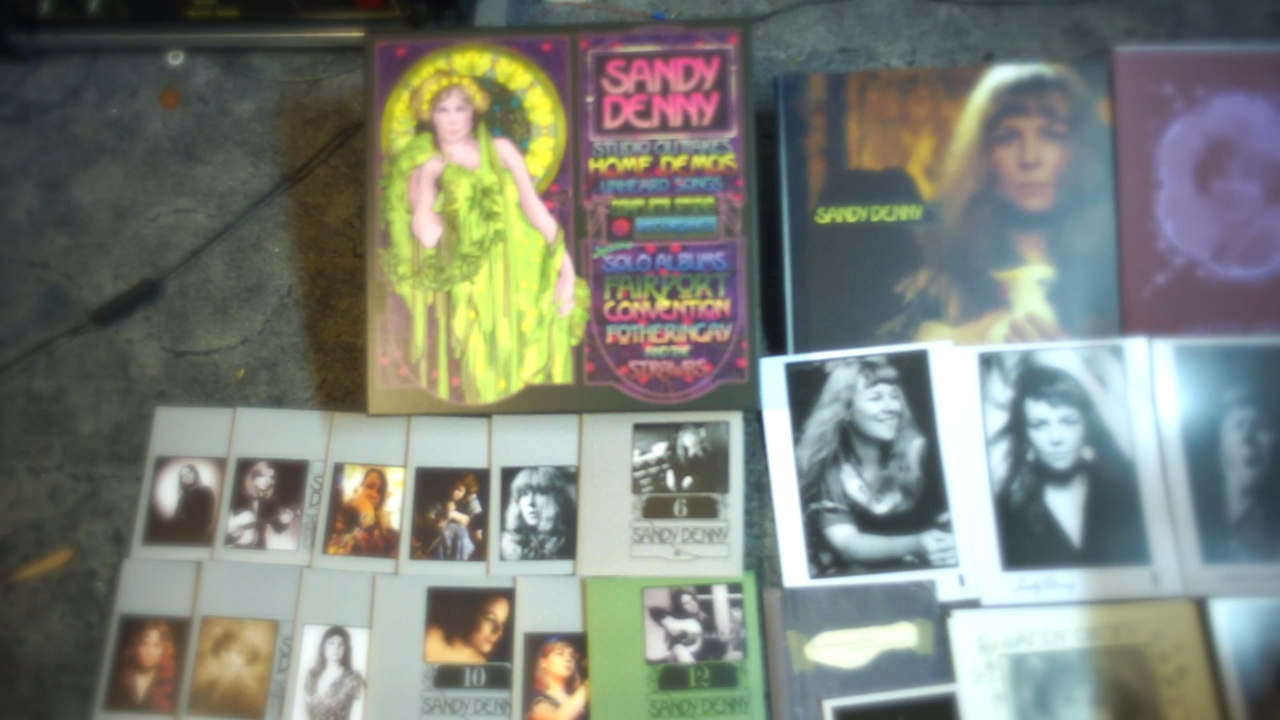 SANDY
DENNY
STUDIO OUTTAKES
HOME DEMOS
UNHEARD SONGS
SOLO ALBUMS
FAIRPORT
CONVENTION
FOTHERINGAY
AND THE
STRAWBS
SANDY DENNY
6
SANDY DENNY
10
SANDY DENN
12
SANDY DENNY